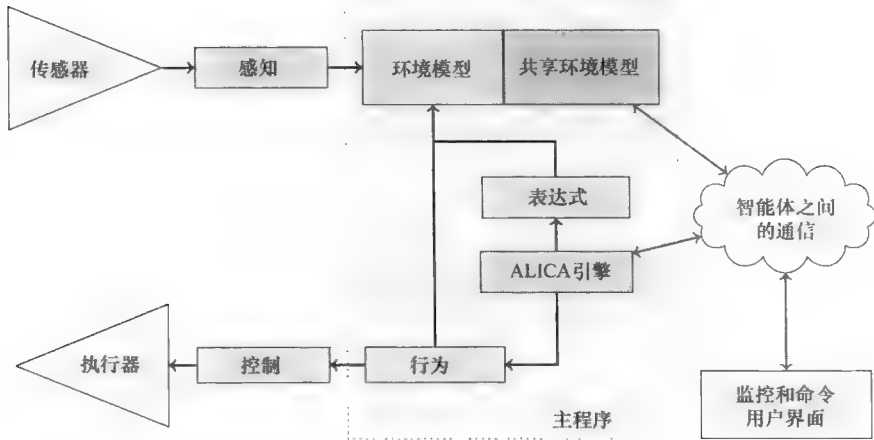 传感器
感知
环境模型
共享环境模型
表达式
智能体之间
的通信
ALICA引擎
执行器
控制
行为
监控和命令
用户界面
主程序